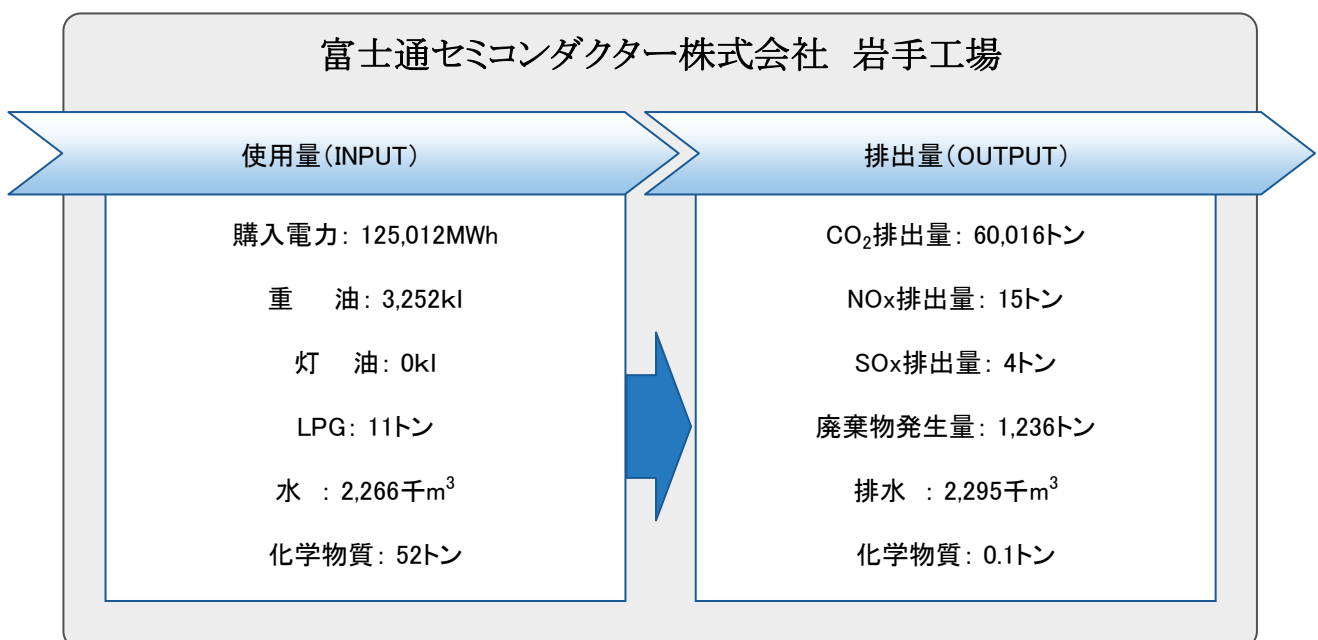 富士通セミコンダクター株式会社 岩手工場
使用量(INPUT)
購入電力: 125,012MWh
重 油: 3,252kl
灯 油: 0kl
LPG: 11トン
水 : 2,266千m³
化学物質: 52トン
排出量(OUTPUT)
CO₂排出量: 60,016トン
NOx排出量: 15トン
SOx排出量: 4トン
廃棄物発生量: 1,236トン
排水 : 2,295千m³
化学物質: 0.1トン